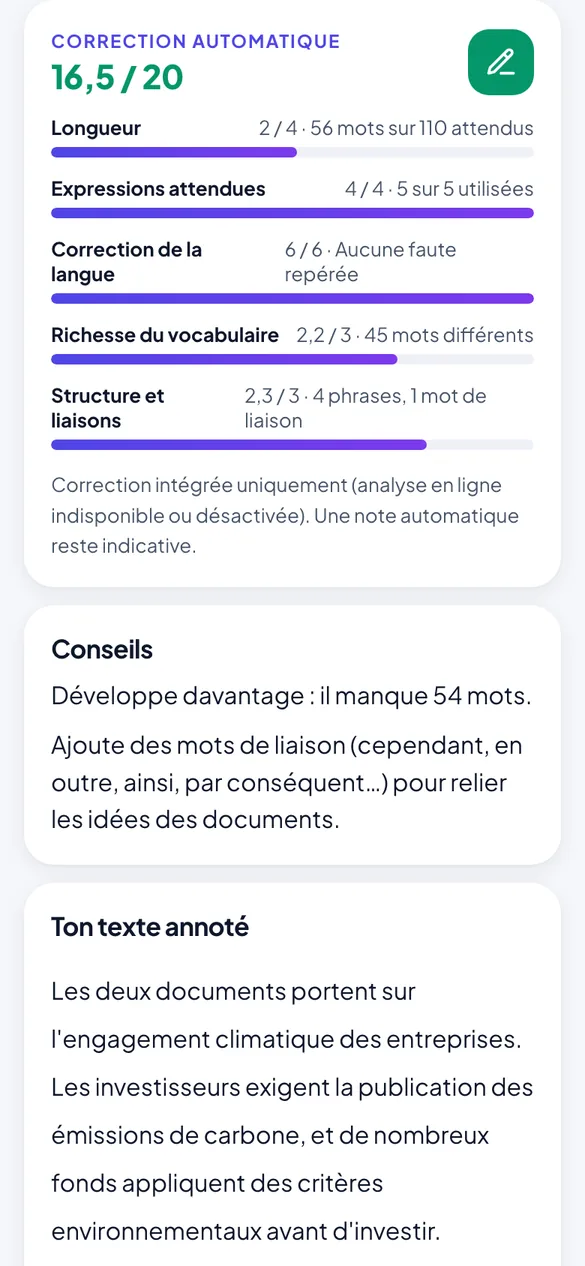 CORRECTION AUTOMATIQUE
16,5 / 20
Longueur 2 / 4 · 56 mots sur 110 attendus
Expressions attendues 4 / 4 · 5 sur 5 utilisées
Correction de la langue 6 / 6 · Aucune faute repérée
Richesse du vocabulaire 2,2 / 3 · 45 mots différents
Structure et liaisons 2,3 / 3 · 4 phrases, 1 mot de liaison
Correction intégrée uniquement (analyse en ligne
indisponible ou désactivée). Une note automatique
reste indicative.
Conseils
Développe davantage : il manque 54 mots.
Ajoute des mots de liaison (cependant, en
outre, ainsi, par conséquent…) pour relier
les idées des documents.
Ton texte annoté
Les deux documents portent sur
l'engagement climatique des entreprises.
Les investisseurs exigent la publication des
émissions de carbone, et de nombreux
fonds appliquent des critères
environnementaux avant d'investir.